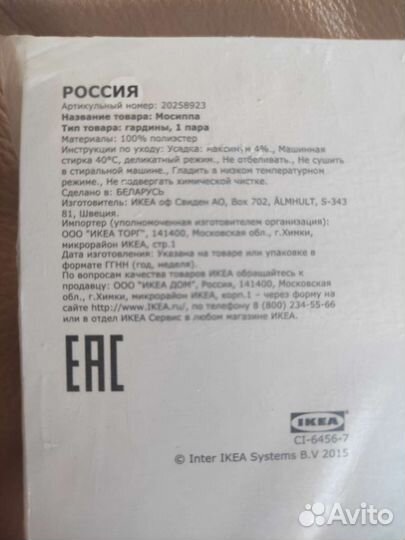 РОССИЯ
Артикульный номер: 20258923
Название товара: Мосиппа
Тип товара: гардины, 1 пара
Материалы: 100% полиэстер
Инструкции по уходу: Усадка: максимум 4%., Машинная
стирка 40°C, деликатный режим., Не отбеливать., Не сушить
в стиральной машине., Гладить в низком температурном
режиме., Не подвергать химической чистке.
Сделано в: БЕЛАРУСЬ
Изготовитель: ИКЕА оф Свиден АО, Box 702, ÄLMHULT, S-343
81, Швеция.
Импортер (уполномоченная изготовителем организация):
ООО "ИКЕА ТОРГ", 141400, Московская обл., г.Химки,
микрорайон ИКЕА, стр.1
Дата изготовления: Указана на товаре или упаковке в
формате ГГНН (год, неделя).
По вопросам качества товаров ИКЕА обращайтесь к
продавцу: ООО "ИКЕА ДОМ", Россия, 141400, Московская
обл., г.Химки, микрорайон ИКЕА, корп.1 - через форму на
сайте http://www.IKEA.ru/, по телефону 8 (800) 234-55-66
или в отдел ИКЕА Сервис в любом магазине ИКЕА.
EAC
IKEA
CI-6456-7
© Inter IKEA Systems B.V 2015
Avito